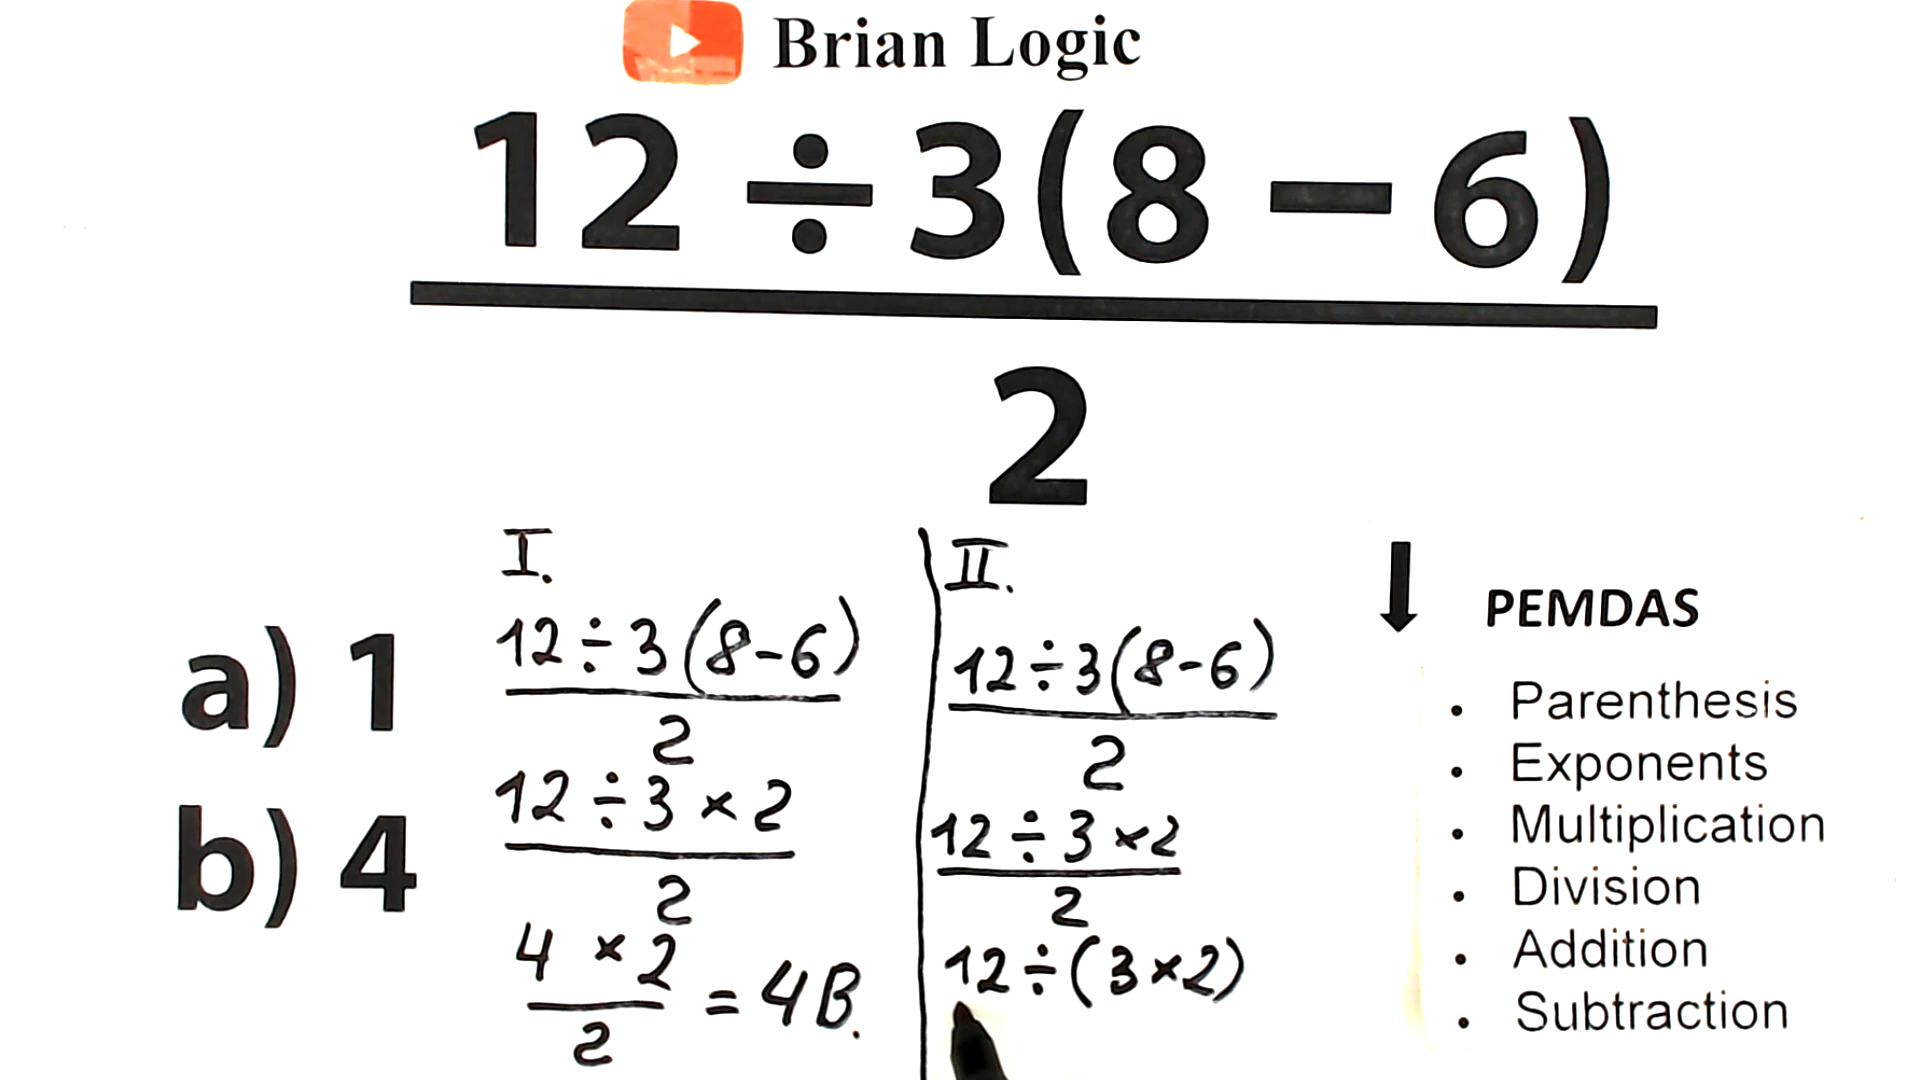 Brian Logic
12 ÷ 3(8 − 6)
2
a) 1
b) 4
I.
12 ÷ 3(8-6)
2
12 ÷ 3 × 2
2
4 × 2
2
= 4 B.
II.
12 ÷ 3(8-6)
2
12 ÷ 3 × 2
2
12 ÷ (3 × 2)
PEMDAS
• Parenthesis
• Exponents
• Multiplication
• Division
• Addition
• Subtraction